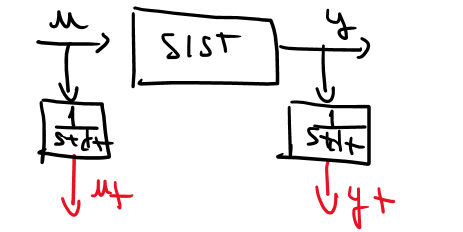 u y
SIST
1 1
s+d+ s+d+
u+ y+